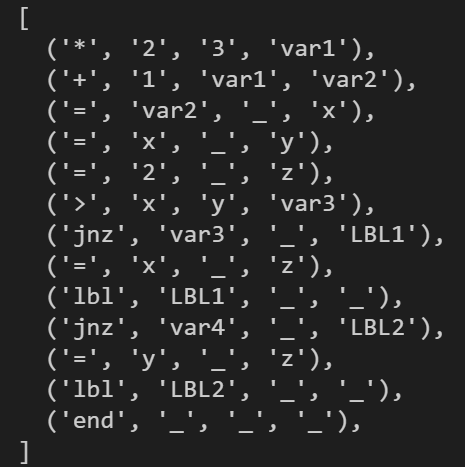 [
('*', '2', '3', 'var1'),
('+', '1', 'var1', 'var2'),
('=', 'var2', '_', 'x'),
('=', 'x', '_', 'y'),
('=', '2', '_', 'z'),
('>', 'x', 'y', 'var3'),
('jnz', 'var3', '_', 'LBL1'),
('=', 'x', '_', 'z'),
('lbl', 'LBL1', '_', '_'),
('jnz', 'var4', '_', 'LBL2'),
('=', 'y', '_', 'z'),
('lbl', 'LBL2', '_', '_'),
('end', '_', '_', '_'),
]